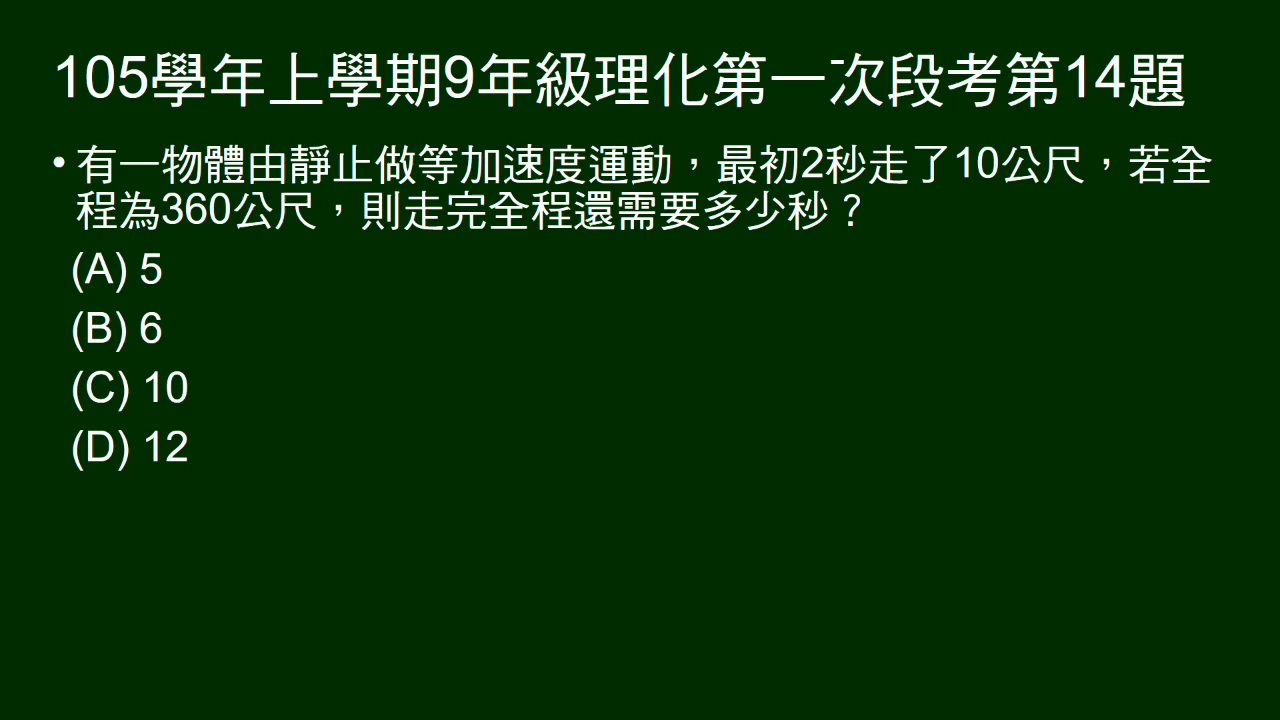 105學年上學期9年級理化第一次段考第14題
• 有一物體由靜止做等加速度運動，最初2秒走了10公尺，若全
程為360公尺，則走完全程還需要多少秒？
(A) 5
(B) 6
(C) 10
(D) 12